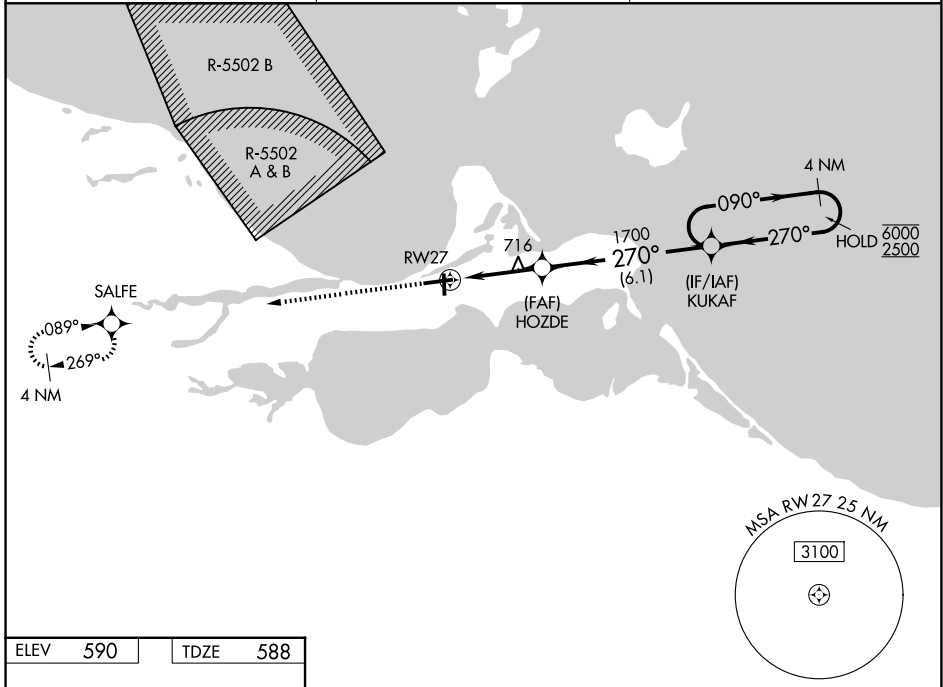 R-5502 B
R-5502
A & B
4 NM
090°
270°
HOLD
6000
2500
1700
270°
(6.1)
(IF/IAF)
KUKAF
716
RW27
(FAF)
HOZDE
SALFE
089°
269°
4 NM
MSA RW27 25 NM
3100
ELEV 590
TDZE 588